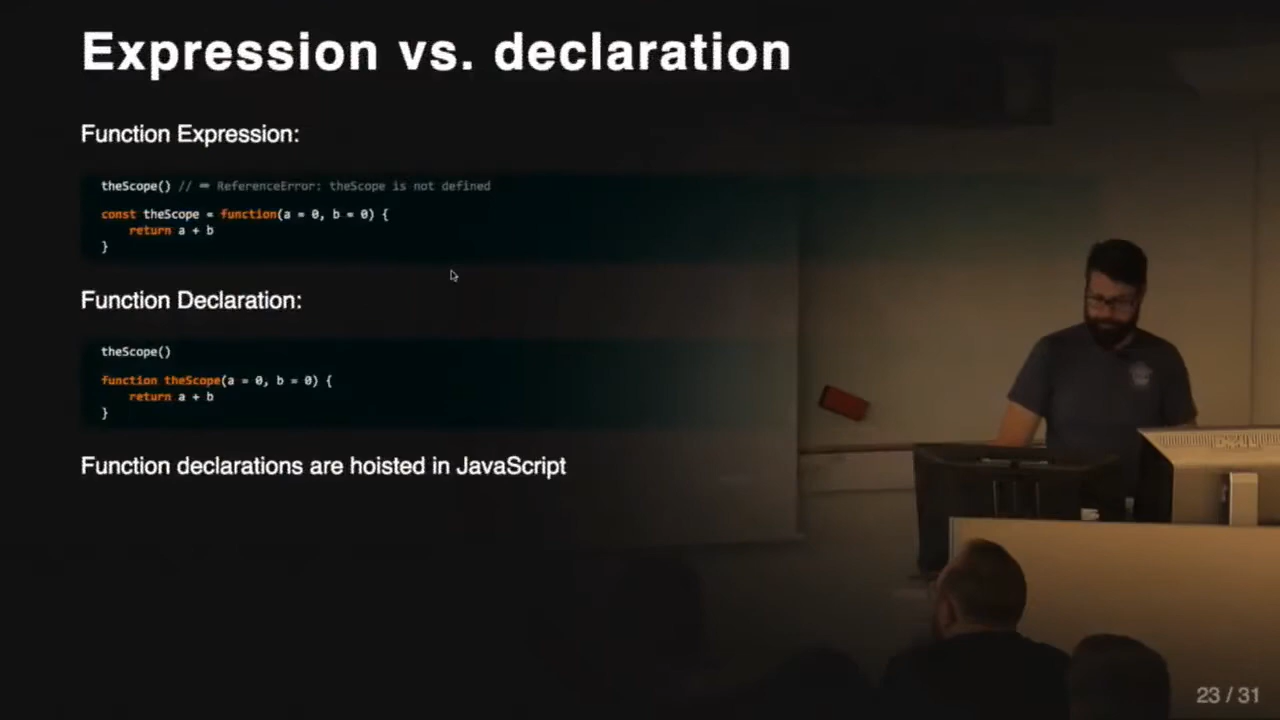 Expression vs. declaration
Function Expression:
theScope() // = ReferenceError: theScope is not defined
const theScope = function(a = 0, b = 0) {
    return a + b
}
Function Declaration:
theScope()
function theScope(a = 0, b = 0) {
    return a + b
}
Function declarations are hoisted in JavaScript
DELL
23 / 31